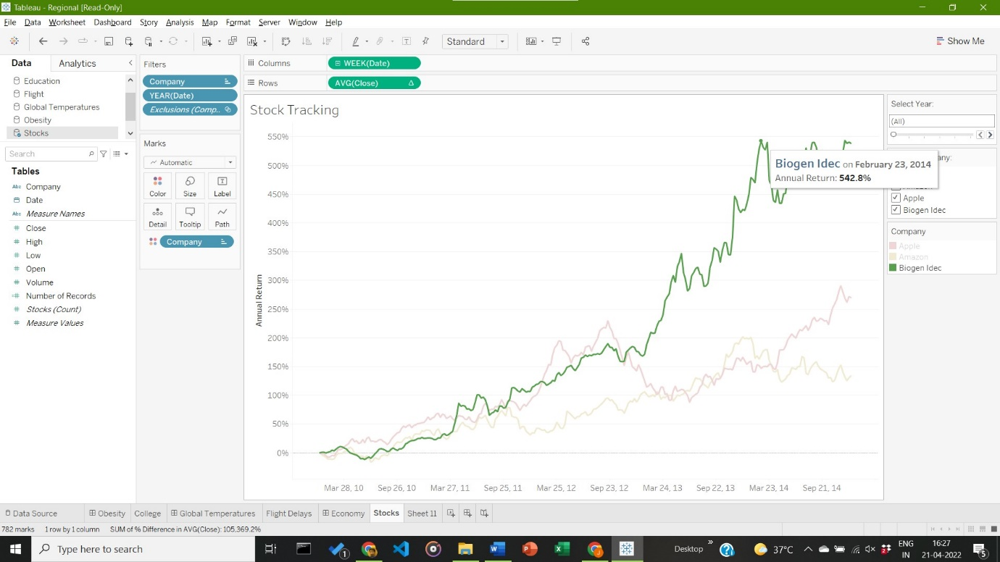 Tableau - Regional [Read-Only]
File Data Worksheet Dashboard Story Analysis Map Format Server Window Help
Standard
Show Me
Data Analytics
Education
Flight
Global Temperatures
Obesity
Stocks
Search
Tables
Abc Company
Date
Abc Measure Names
# Close
# High
# Low
# Open
# Volume
=# Number of Records
# Stocks (Count)
# Measure Values
Filters
Company
YEAR(Date)
Exclusions (Comp..
Marks
Automatic
Color Size Label
Detail Tooltip Path
Company
Columns
WEEK(Date)
Rows
AVG(Close) Δ
Stock Tracking
Annual Return
550%
500%
450%
400%
350%
300%
250%
200%
150%
100%
50%
0%
Mar 28, 10 Sep 26, 10 Mar 27, 11 Sep 25, 11 Mar 25, 12 Sep 23, 12 Mar 24, 13 Sep 22, 13 Mar 23, 14 Sep 21, 14
Biogen Idec on February 23, 2014
Annual Return: 542.8%
Select Year:
(All)
any:
Apple
Biogen Idec
Company
Apple
Amazon
Biogen Idec
Data Source Obesity College Global Temperatures Flight Delays Economy Stocks Sheet 11
782 marks 1 row by 1 column SUM of % Difference in AVG(Close): 105,369.2%
Type here to search
1
Desktop
37°C
ENG
IN
16:27
21-04-2022
5